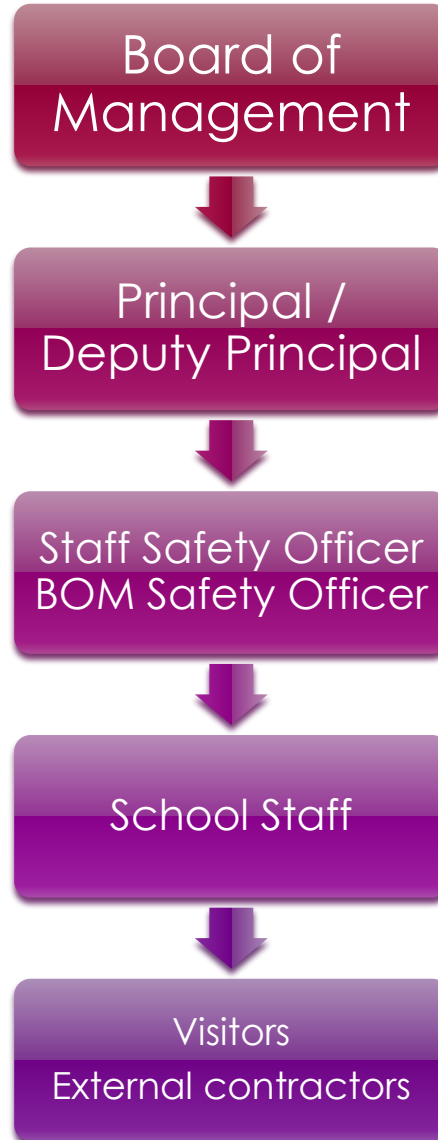 Board of
Management
Principal /
Deputy Principal
Staff Safety Officer
BOM Safety Officer
School Staff
Visitors
External contractors